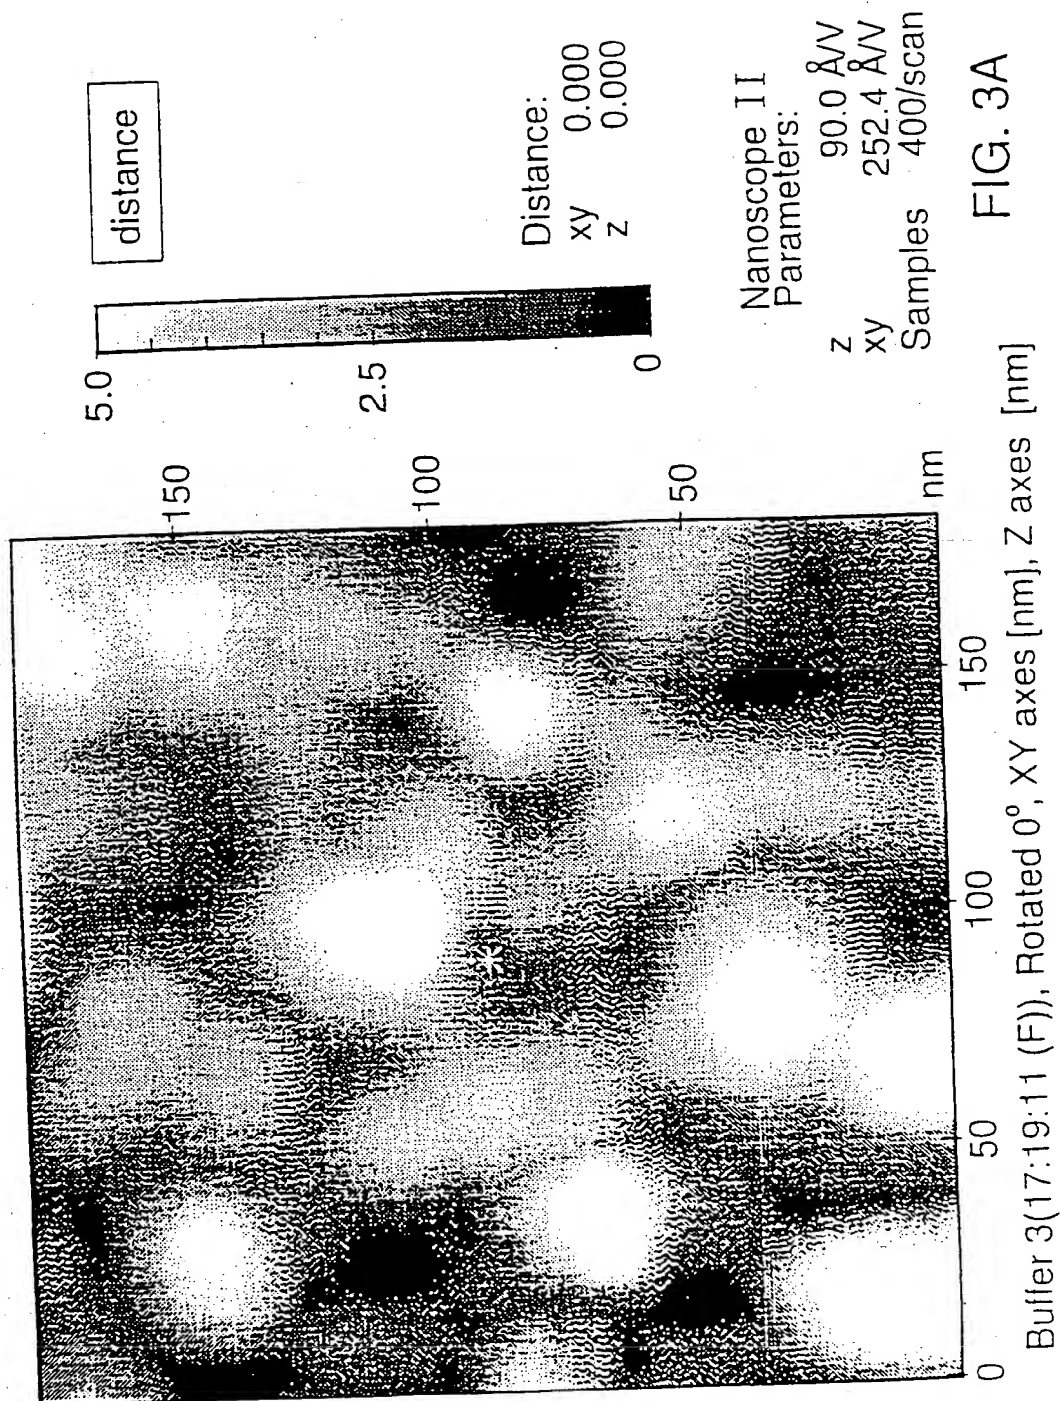 distance
5.0
2.5
0
Distance:
xy 0.000
z 0.000
Nanoscope II
Parameters:
z 90.0 Å/V
xy 252.4 Å/V
Samples 400/scan
150
100
50
nm
0 50 100 150
Buffer 3(17:19:11 (F)), Rotated 0°, XY axes [nm], Z axes [nm]
FIG. 3A